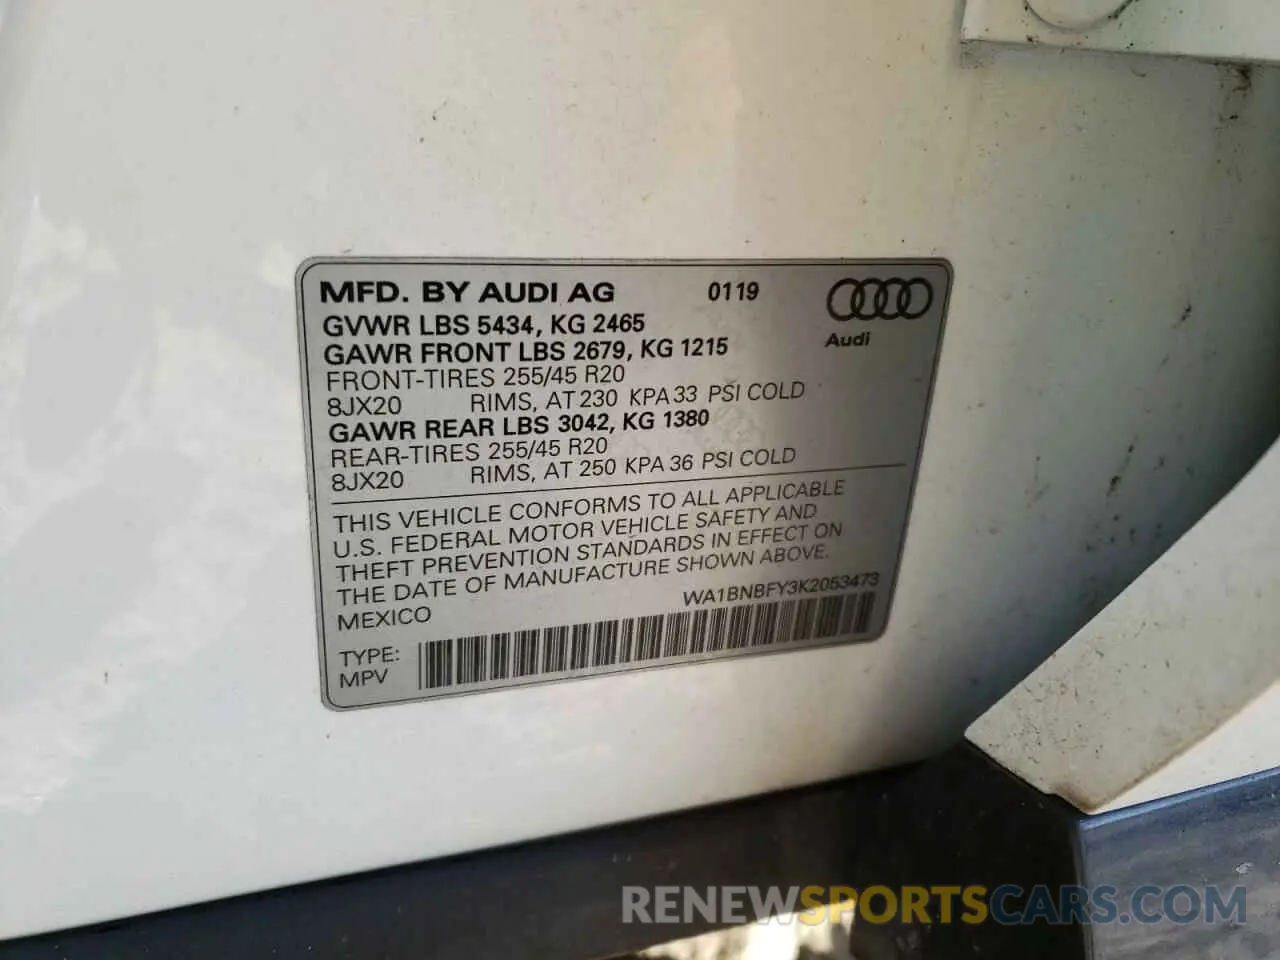 MFD. BY AUDI AG 0119
GVWR LBS 5434, KG 2465
GAWR FRONT LBS 2679, KG 1215
Audi
FRONT-TIRES 255/45 R20
8JX20 RIMS, AT 230 KPA 33 PSI COLD
GAWR REAR LBS 3042, KG 1380
REAR-TIRES 255/45 R20
8JX20 RIMS, AT 250 KPA 36 PSI COLD
THIS VEHICLE CONFORMS TO ALL APPLICABLE
U.S. FEDERAL MOTOR VEHICLE SAFETY AND
THEFT PREVENTION STANDARDS IN EFFECT ON
THE DATE OF MANUFACTURE SHOWN ABOVE.
MEXICO WA1BNBFY3K2053473
TYPE:
MPV
RENEWSPORTSCARS.COM